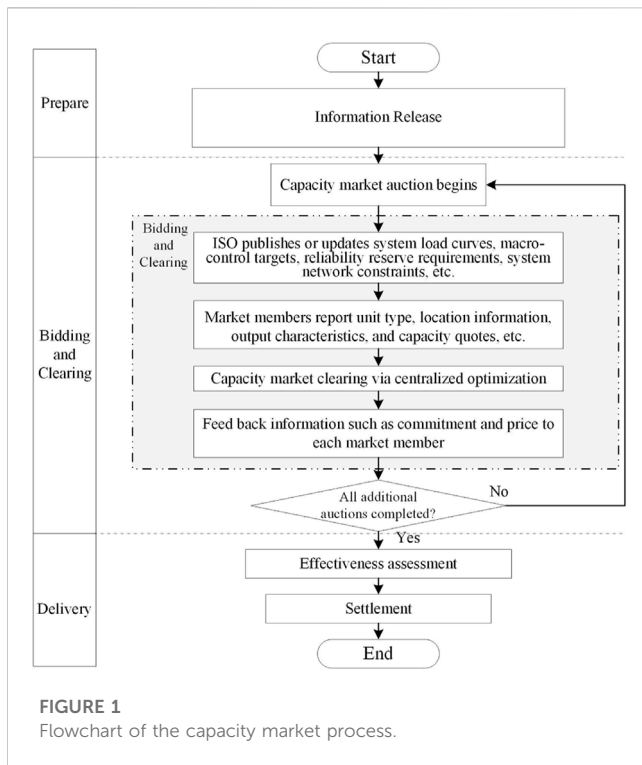 Start
Prepare
Information Release
Capacity market auction begins
Bidding
and
Clearing
ISO publishes or updates system load curves, macro-
control targets, reliability reserve requirements, system
network constraints, etc.
Market members report unit type, location information,
output characteristics, and capacity quotes, etc.
Bidding
and
Clearing
Capacity market clearing via centralized optimization
Feed back information such as commitment and price to
each market member
All additional
auctions completed?
No
Yes
Effectiveness assessment
Delivery
Settlement
End
FIGURE 1
Flowchart of the capacity market process.